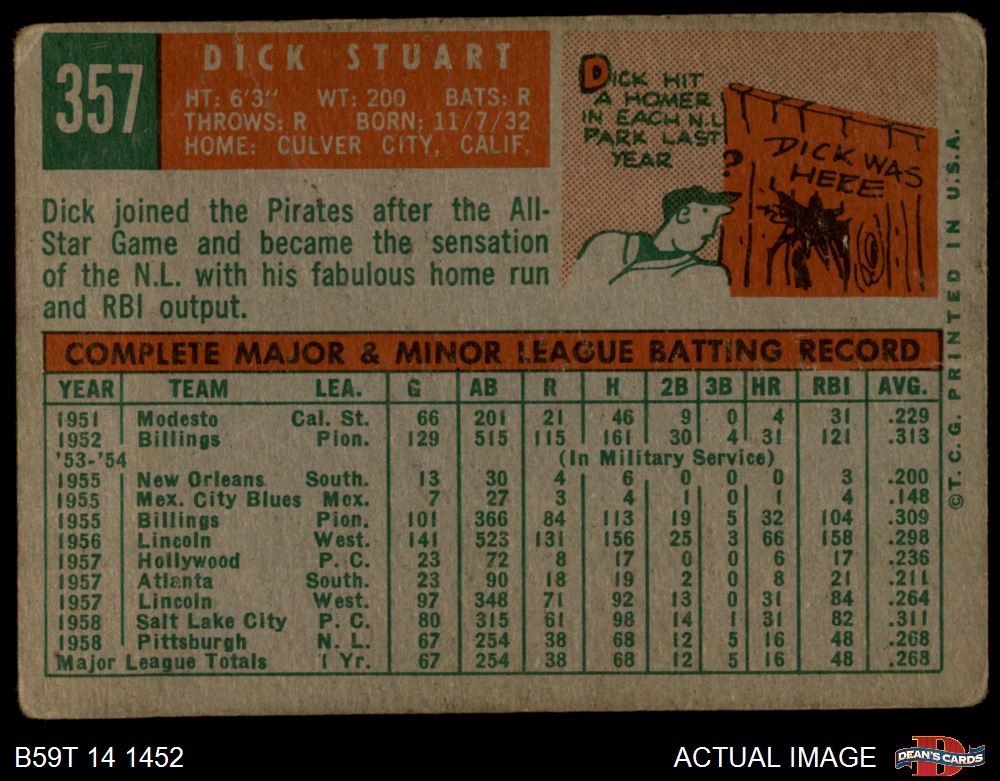 357
DICK STUART
HT: 6'3" WT: 200 BATS: R
THROWS: R BORN: 11/7/32
HOME: CULVER CITY, CALIF.
DICK HIT
A HOMER
IN EACH N.L.
PARK LAST
YEAR
?
DICK WAS
HERE
Dick joined the Pirates after the All-
Star Game and became the sensation
of the N.L. with his fabulous home run
and RBI output.
COMPLETE MAJOR & MINOR LEAGUE BATTING RECORD
YEAR TEAM LEA. G AB R H 2B 3B HR RBI AVG.
1951 Modesto Cal. St. 66 201 21 46 9 0 4 31 .229
1952 Billings Pion. 129 515 115 161 30 4 31 121 .313
'53-'54 (In Military Service)
1955 New Orleans South. 13 30 4 6 0 0 0 3 .200
1955 Mex. City Blues Mex. 7 27 3 4 1 0 1 4 .148
1955 Billings Pion. 101 366 84 113 19 5 32 104 .309
1956 Lincoln West. 141 523 131 156 25 3 66 158 .298
1957 Hollywood P. C. 23 72 8 17 0 0 6 17 .236
1957 Atlanta South. 23 90 18 19 2 0 8 21 .211
1957 Lincoln West. 97 348 71 92 13 0 31 84 .264
1958 Salt Lake City P. C. 80 315 61 98 14 1 31 82 .311
1958 Pittsburgh N. L. 67 254 38 68 12 5 16 48 .268
Major League Totals 1 Yr. 67 254 38 68 12 5 16 48 .268
©T. C. G. PRINTED IN U.S.A.
B59T 14 1452
ACTUAL IMAGE
D
DEAN'S CARDS